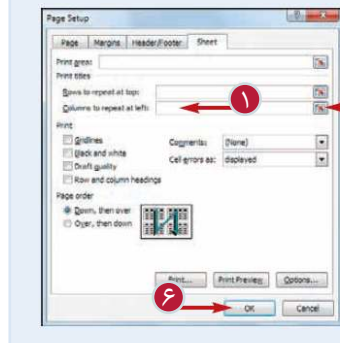 Page Setup
Page Margins Header/Footer Sheet
Print area:
Print titles
Rows to repeat at top:
Columns to repeat at left:
۱
Print
Gridlines
Comments: (None)
Black and white
Cell errors as: displayed
Draft quality
Row and column headings
Page order
Down, then over
Over, then down
Print... Print Preview Options...
۶
OK Cancel